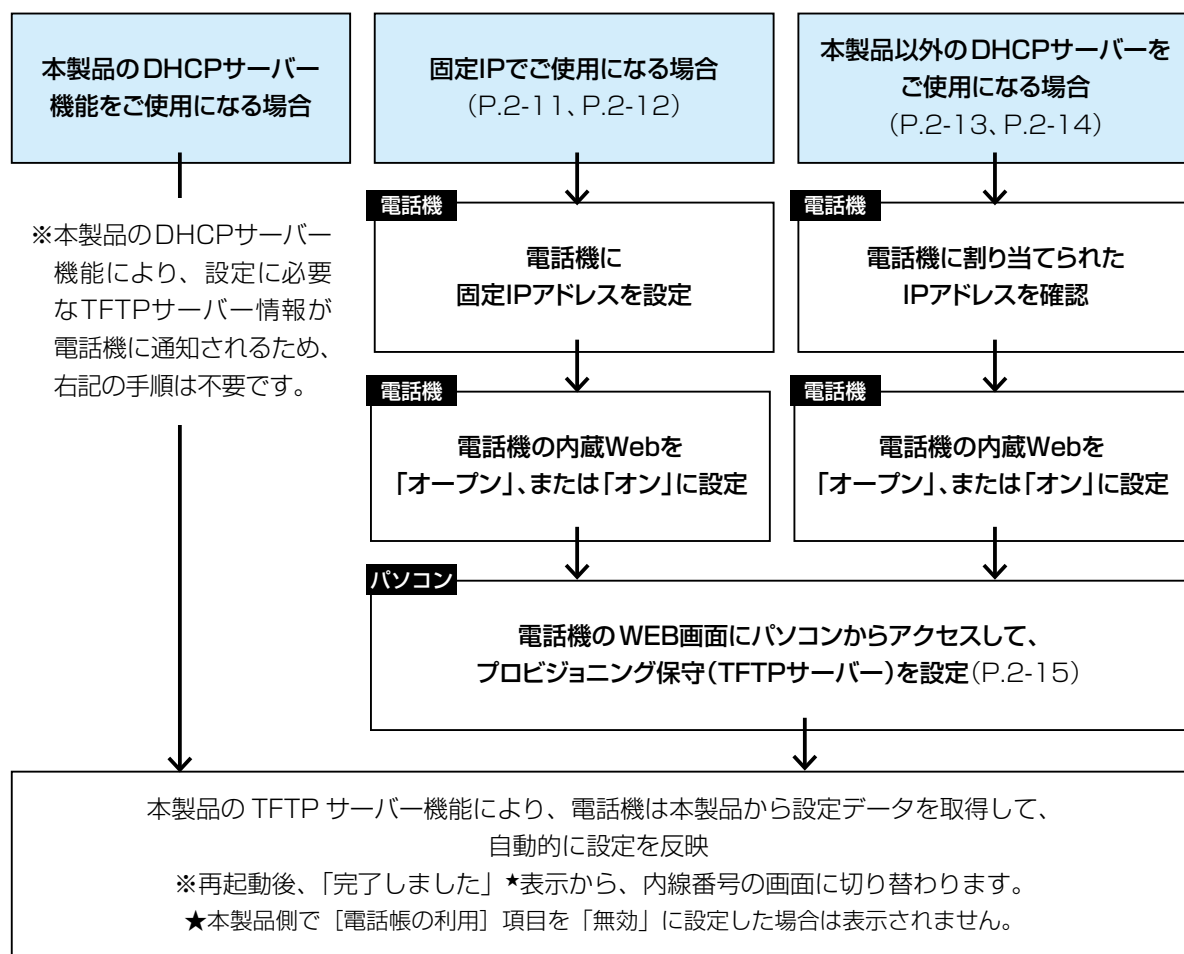 本製品のDHCPサーバー
機能をご使用になる場合
固定IPでご使用になる場合
(P.2-11、P.2-12)
本製品以外のDHCPサーバーを
ご使用になる場合
(P.2-13、P.2-14)
※本製品のDHCPサーバー
機能により、設定に必要
なTFTPサーバー情報が
電話機に通知されるため、
右記の手順は不要です。
電話機
電話機に
固定IPアドレスを設定
電話機
電話機に割り当てられた
IPアドレスを確認
電話機
電話機の内蔵Webを
「オープン」、または「オン」に設定
電話機
電話機の内蔵Webを
「オープン」、または「オン」に設定
パソコン
電話機のWEB画面にパソコンからアクセスして、
プロビジョニング保守(TFTPサーバー)を設定(P.2-15)
本製品の TFTP サーバー機能により、電話機は本製品から設定データを取得して、
自動的に設定を反映
※再起動後、「完了しました」★表示から、内線番号の画面に切り替わります。
★本製品側で［電話帳の利用］項目を「無効」に設定した場合は表示されません。